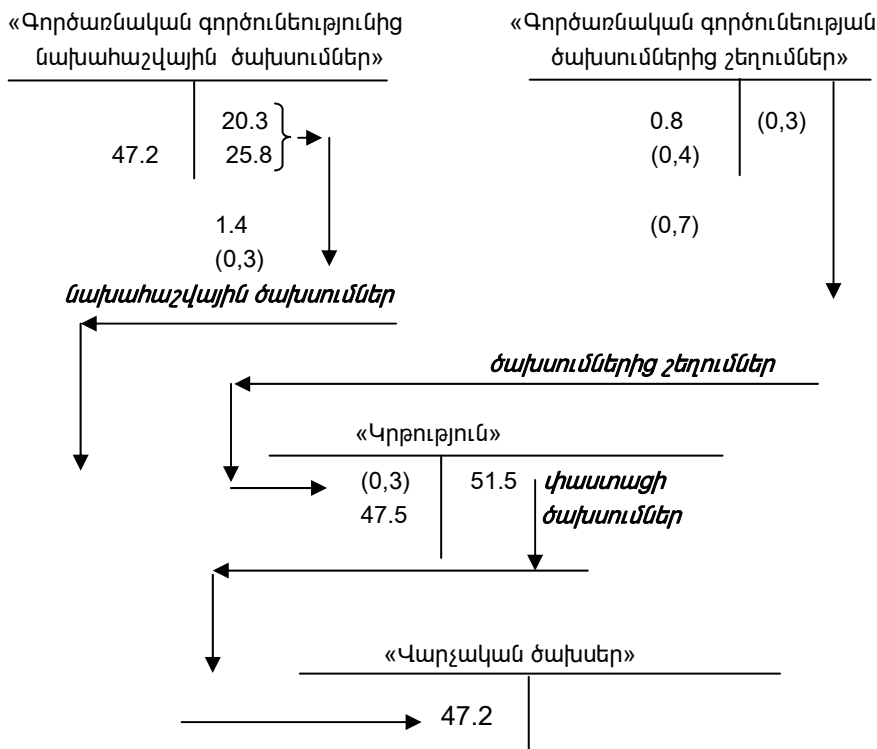 «Գործառնական գործունեությունից
նախահաշվային ծախսումներ»
20.3
47.2 25.8
1.4
(0,3)
«Գործառնական գործունեության
ծախսումներից շեղումներ»
0.8 (0,3)
(0,4)
(0,7)
նախահաշվային ծախսումներ
ծախսումներից շեղումներ
«Կրթություն»
(0,3) 51.5 փաստացի
47.5 ծախսումներ
«Վարչական ծախսեր»
47.2